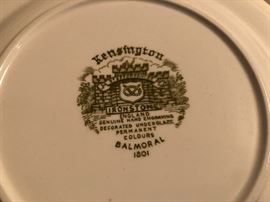 Kensington
IRONSTONE
ENGLAND
GENUINE HAND ENGRAVING
DECORATED UNDERGLAZE
PERMANENT
COLOURS
BALMORAL
1801